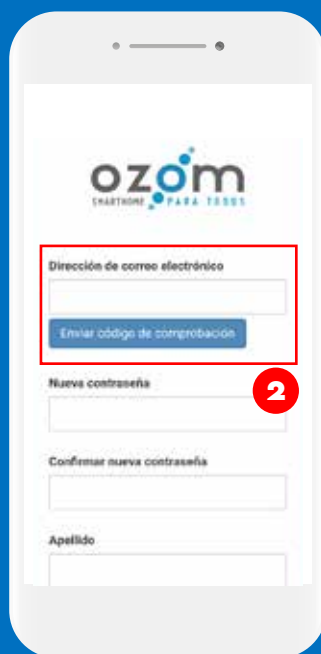 ozom
SMARTHOME PARA TODOS
Dirección de correo electrónico
Enviar código de comprobación
2
Nueva contraseña
Confirmar nueva contraseña
Apellido